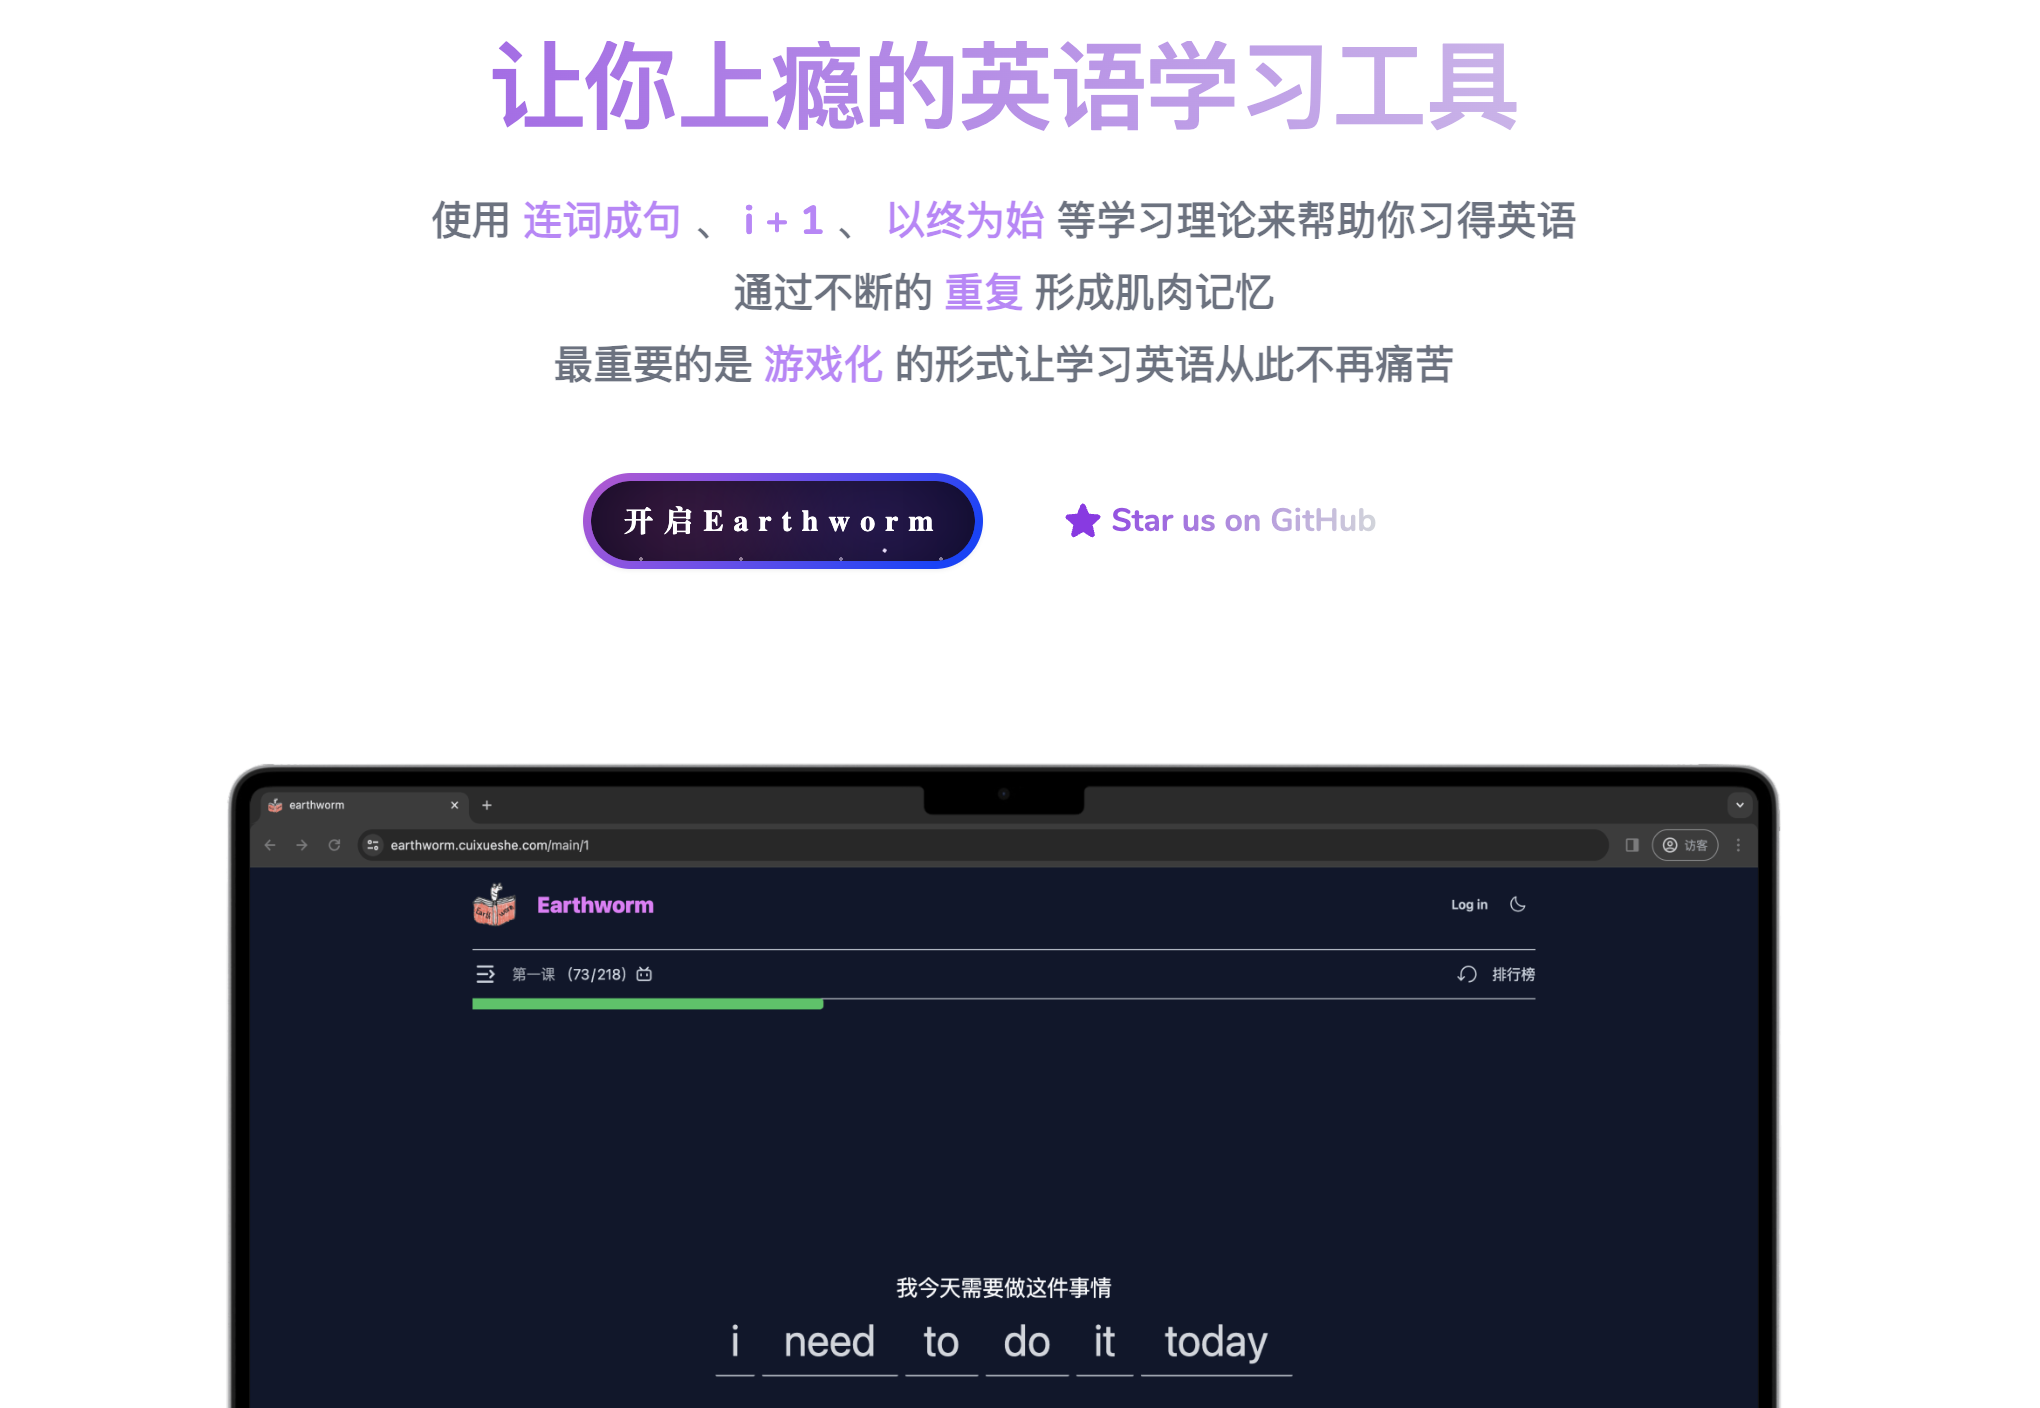 让你上瘾的英语学习工具
使用 连词成句 、 i + 1 、 以终为始 等学习理论来帮助你习得英语
通过不断的 重复 形成肌肉记忆
最重要的是 游戏化 的形式让学习英语从此不再痛苦
开启Earthworm
Star us on GitHub
earthworm
earthworm.cuixueshe.com/main/1
访客
Earthworm
Log in
第一课 (73/218)
排行榜
我今天需要做这件事情
i need to do it today